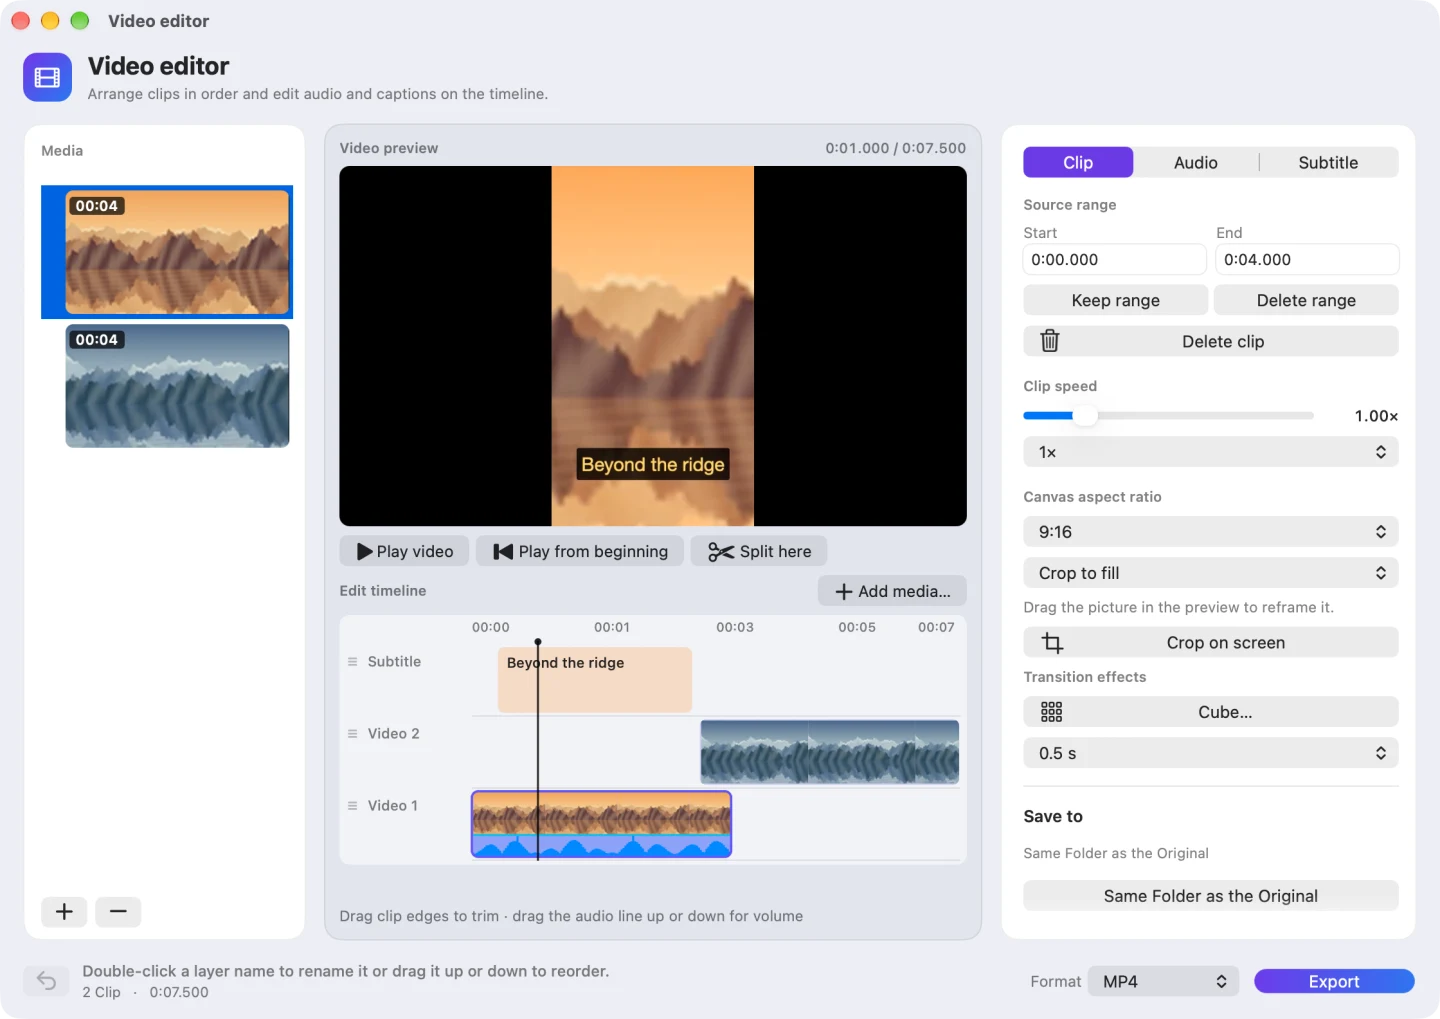 Video editor
Video editor
Arrange clips in order and edit audio and captions on the timeline.
Media
00:04
00:04
Video preview
0:01.000 / 0:07.500
Beyond the ridge
Play video
Play from beginning
Split here
Edit timeline
Add media...
00:00 00:01 00:03 00:05 00:07
Subtitle
Beyond the ridge
Video 2
Video 1
Drag clip edges to trim · drag the audio line up or down for volume
Clip
Audio
Subtitle
Source range
Start End
0:00.000 0:04.000
Keep range
Delete range
Delete clip
Clip speed
1.00×
1×
Canvas aspect ratio
9:16
Crop to fill
Drag the picture in the preview to reframe it.
Crop on screen
Transition effects
Cube...
0.5 s
Save to
Same Folder as the Original
Same Folder as the Original
Double-click a layer name to rename it or drag it up or down to reorder.
2 Clip · 0:07.500
Format MP4
Export